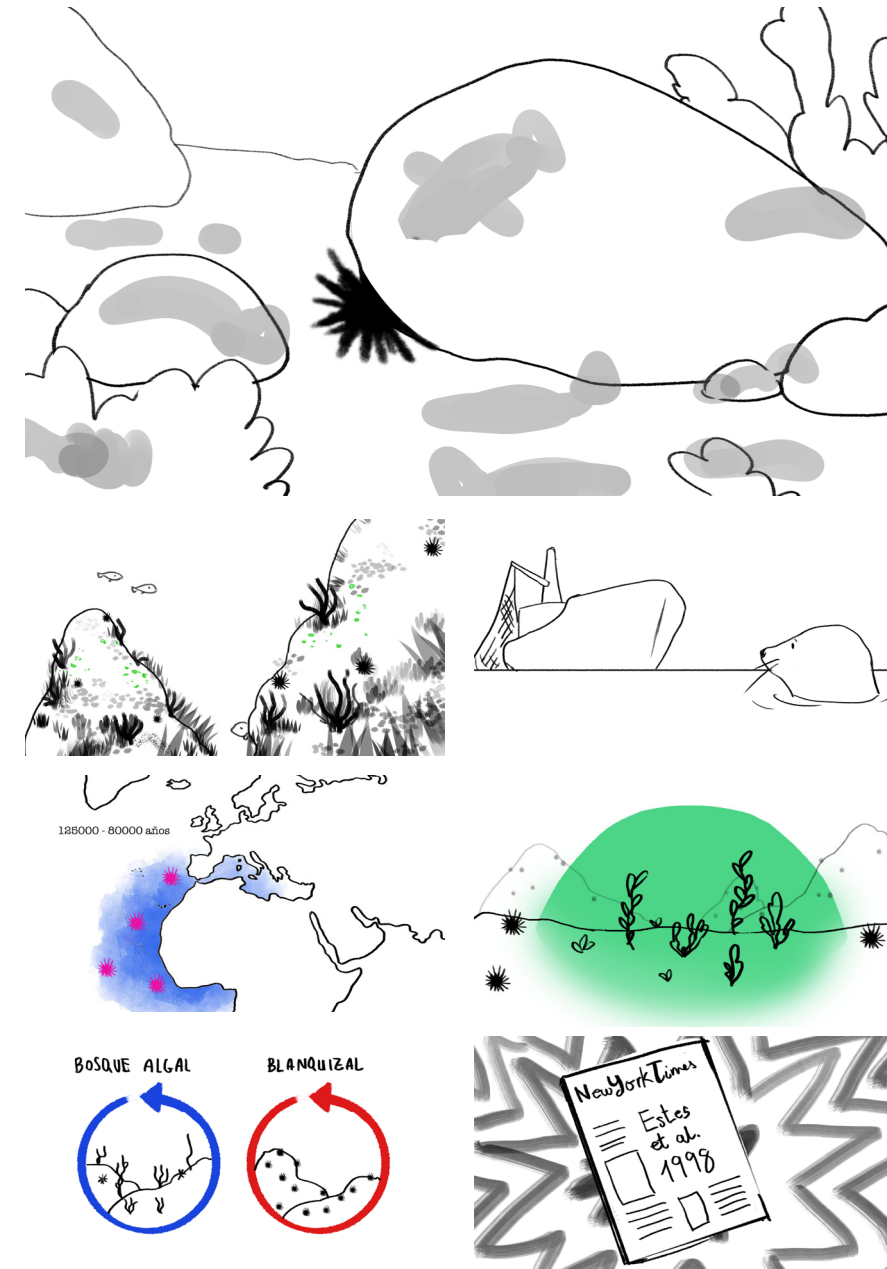 125000 - 80000 años
BOSQUE ALGAL
BLANQUIZAL
NewYorkTimes
Estes
et al.
1998